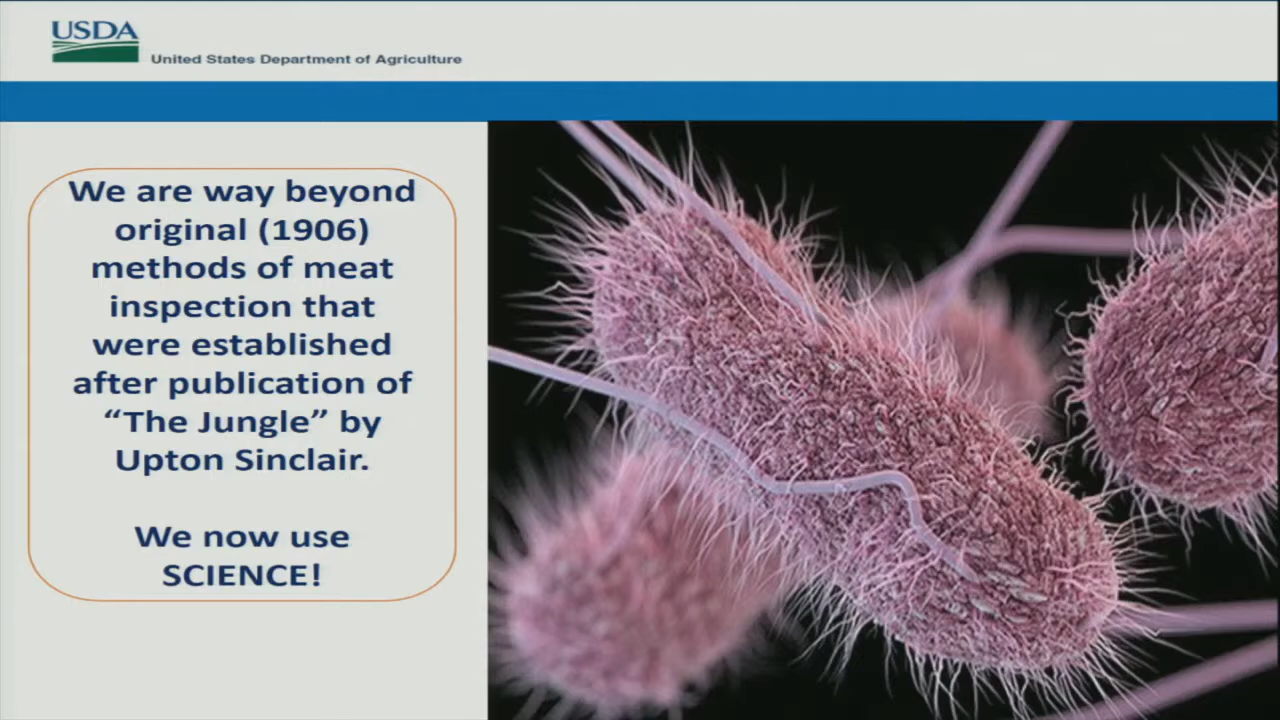 USDA
United States Department of Agriculture
We are way beyond
original (1906)
methods of meat
inspection that
were established
after publication of
“The Jungle” by
Upton Sinclair.
We now use
SCIENCE!